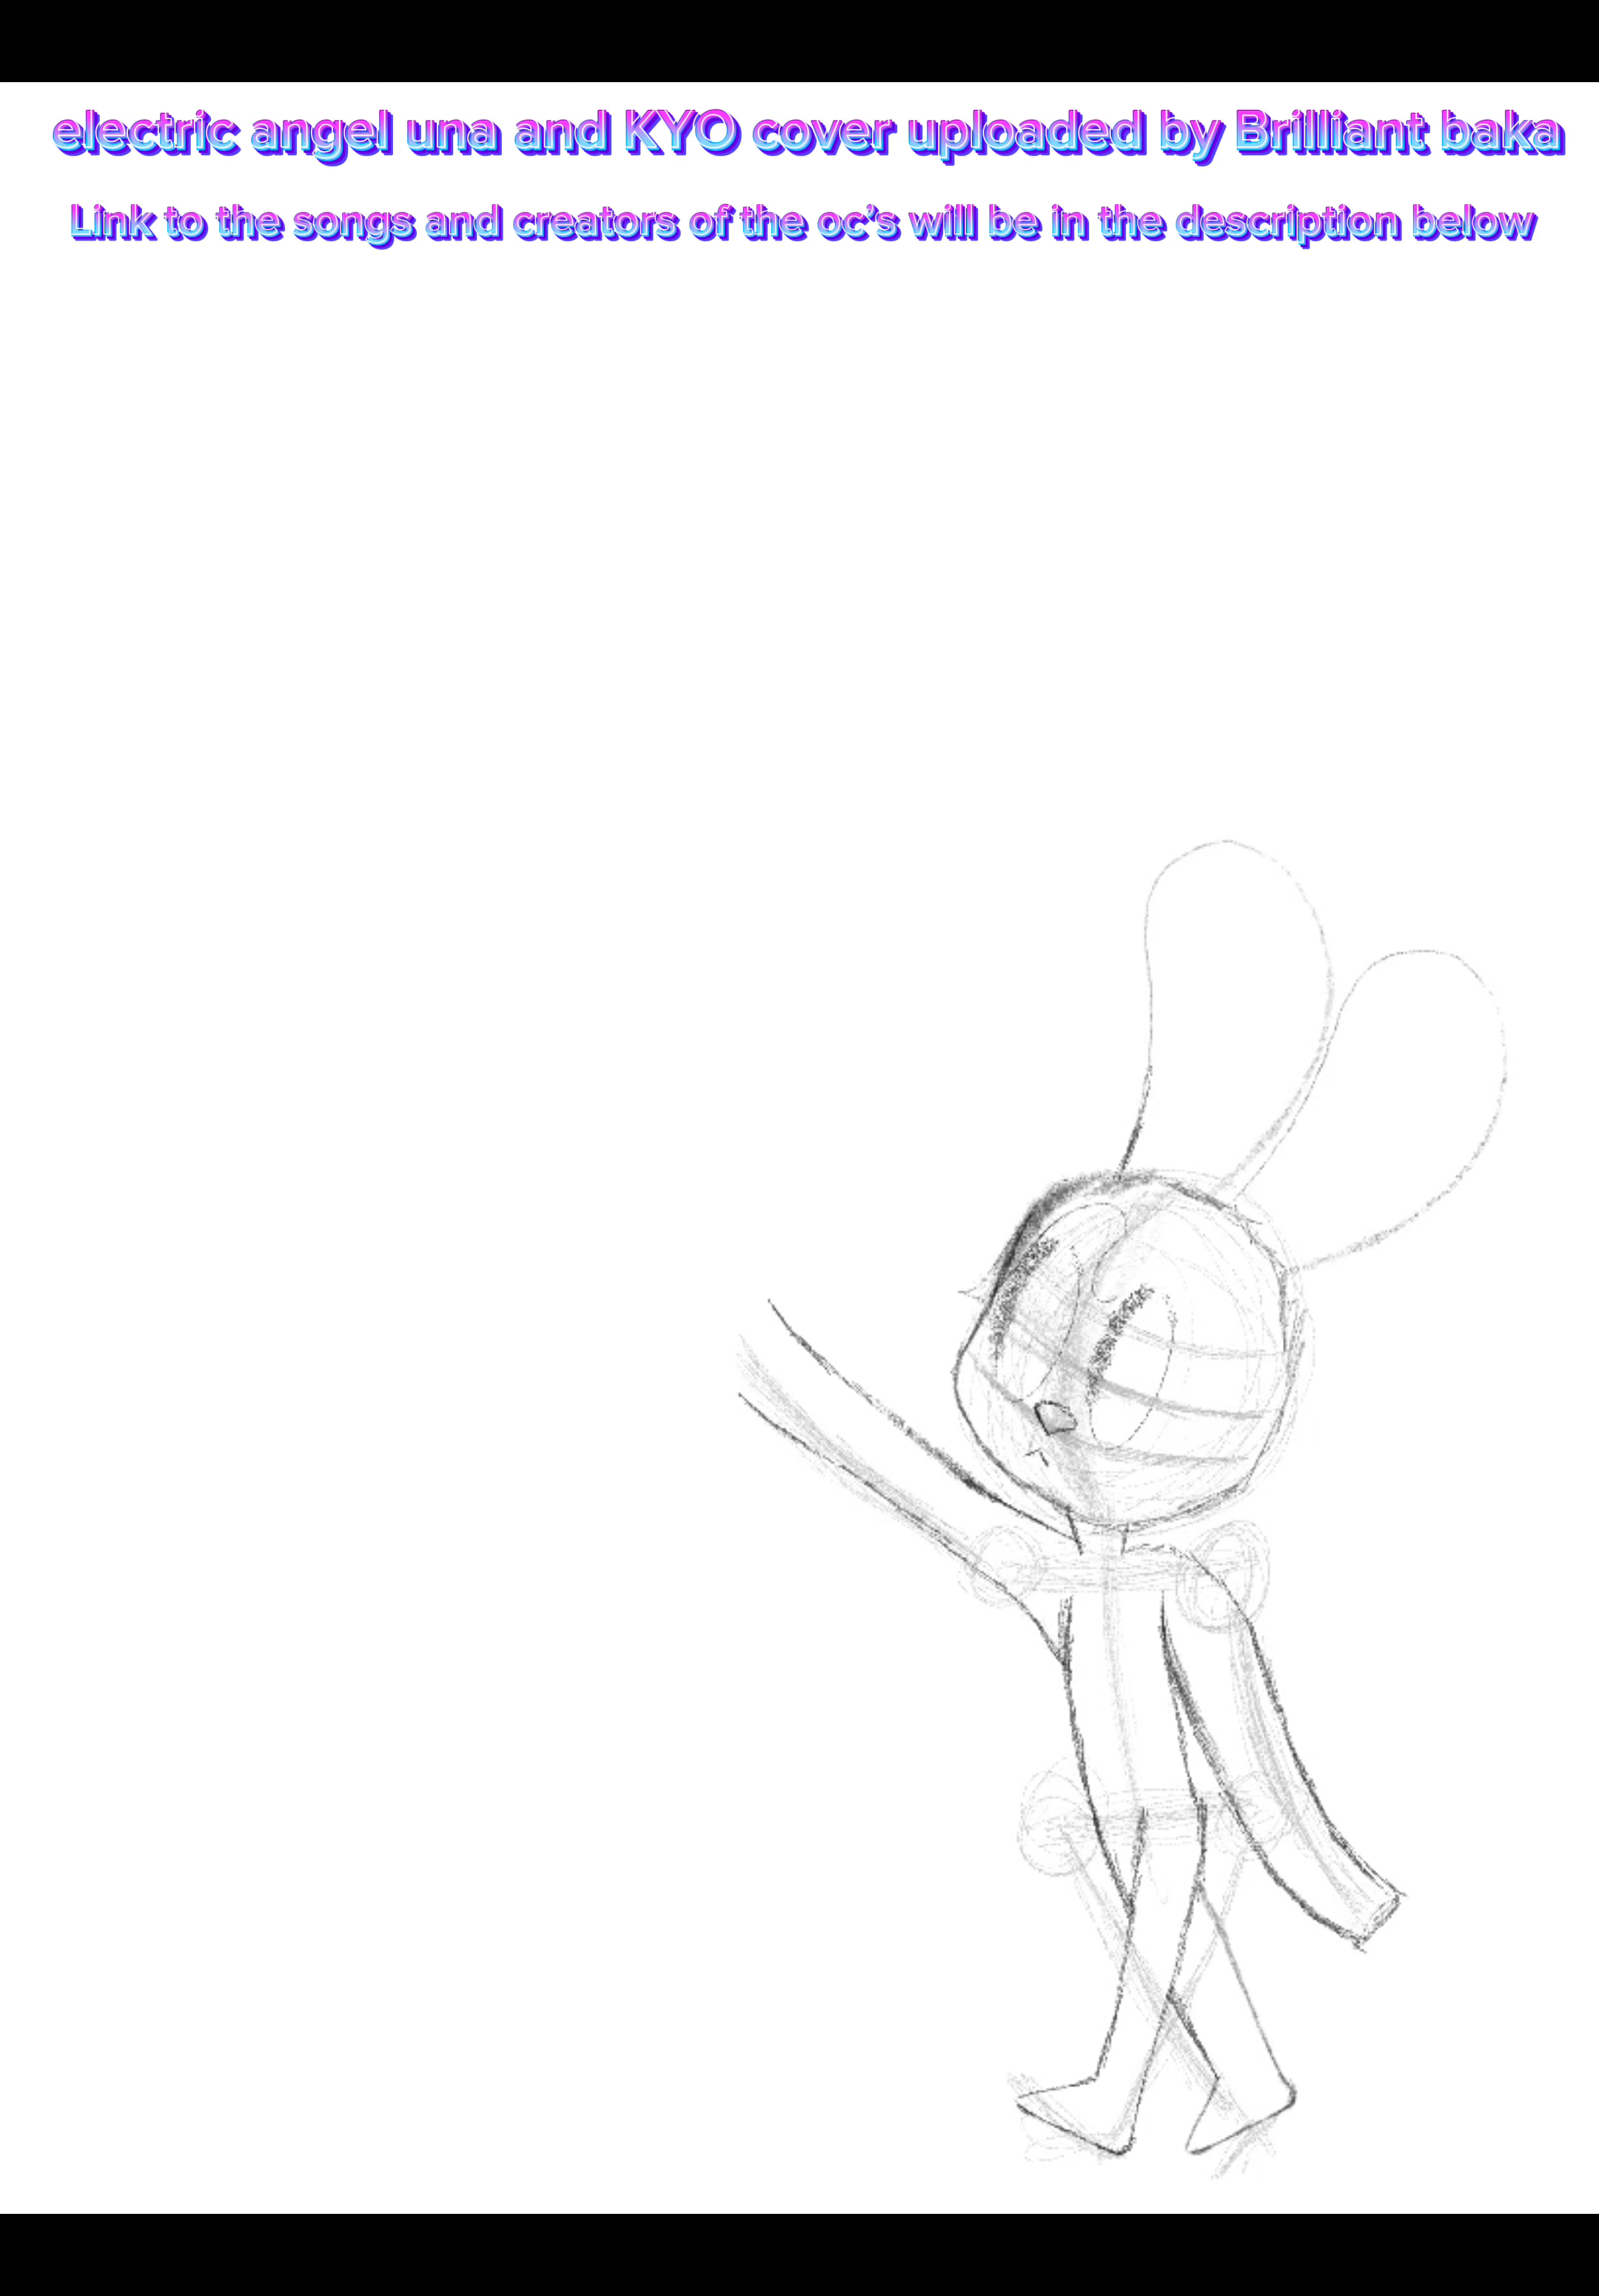 electric angel una and KYO cover uploaded by Brilliant baka
Link to the songs and creators of the oc’s will be in the description below